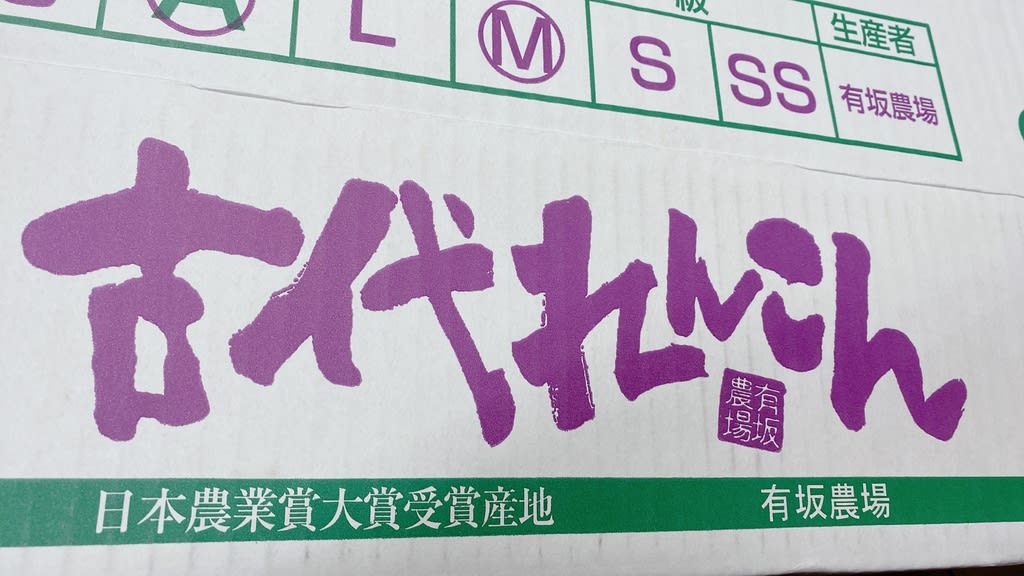 級 生産者
A L M S SS 有坂農場
古代れんこん
有坂農場
日本農業賞大賞受賞産地 有坂農場